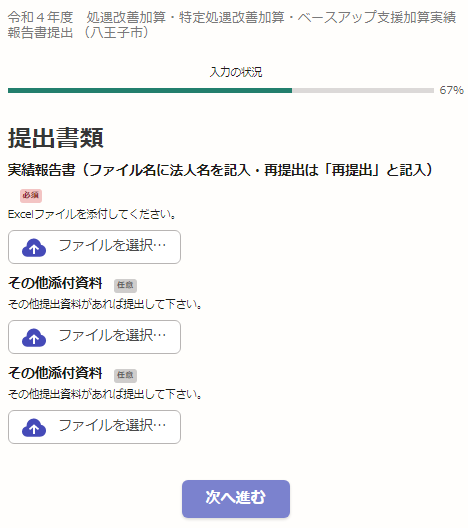 令和４年度　処遇改善加算・特定処遇改善加算・ベースアップ支援加算実績
報告書提出 （八王子市）
入力の状況
67%
提出書類
実績報告書（ファイル名に法人名を記入・再提出は「再提出」と記入）
必須
Excelファイルを添付してください。
ファイルを選択…
その他添付資料 任意
その他提出資料があれば提出して下さい。
ファイルを選択…
その他添付資料 任意
その他提出資料があれば提出して下さい。
ファイルを選択…
次へ進む